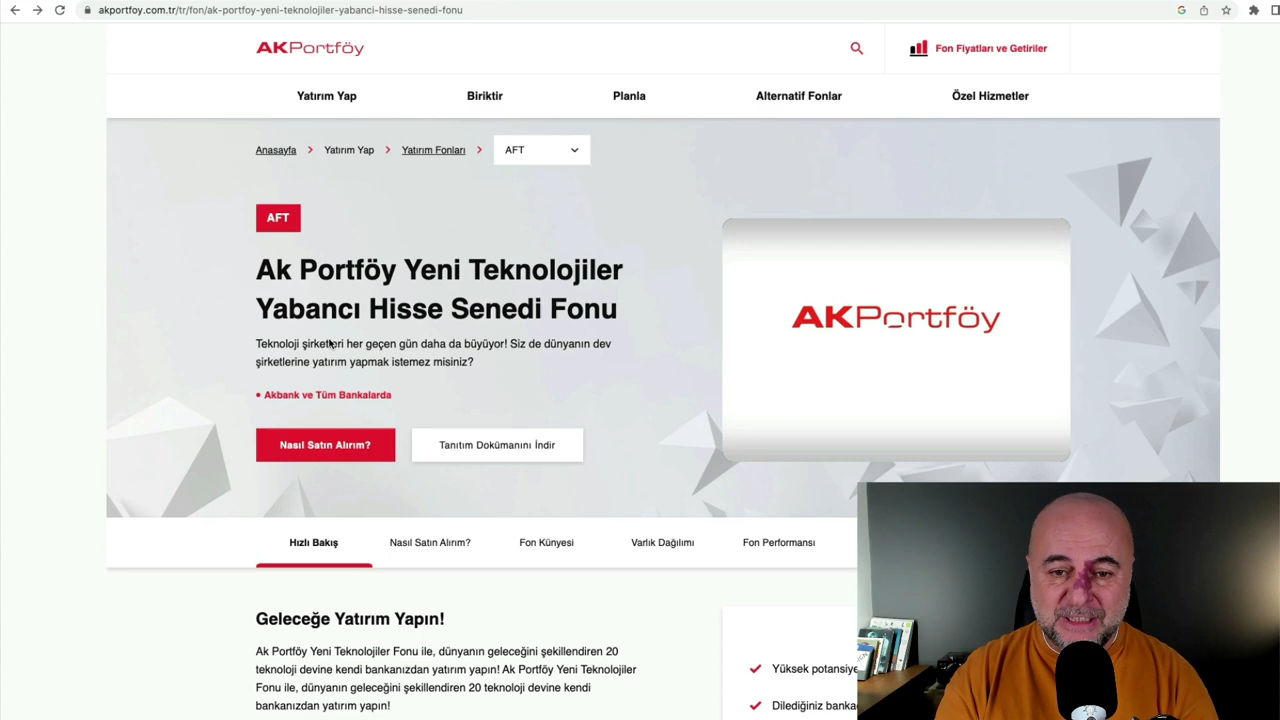 akportfoy.com.tr/tr/fon/ak-portfoy-yeni-teknolojiler-yabanci-hisse-senedi-fonu
AKPortföy
Fon Fiyatları ve Getiriler
Yatırım Yap
Biriktir
Planla
Alternatif Fonlar
Özel Hizmetler
Anasayfa
Yatırım Yap
Yatırım Fonları
AFT
AFT
Ak Portföy Yeni Teknolojiler
Yabancı Hisse Senedi Fonu
Teknoloji şirketleri her geçen gün daha da büyüyor! Siz de dünyanın dev
şirketlerine yatırım yapmak istemez misiniz?
Akbank ve Tüm Bankalarda
Nasıl Satın Alırım?
Tanıtım Dokümanını İndir
AKPortföy
Hızlı Bakış
Nasıl Satın Alırım?
Fon Künyesi
Varlık Dağılımı
Fon Performansı
Geleceğe Yatırım Yapın!
Ak Portföy Yeni Teknolojiler Fonu ile, dünyanın geleceğini şekillendiren 20
teknoloji devine kendi bankanızdan yatırım yapın! Ak Portföy Yeni Teknolojiler
Fonu ile, dünyanın geleceğini şekillendiren 20 teknoloji devine kendi
bankanızdan yatırım yapın!
Yüksek potansiye
Dilediğiniz banka